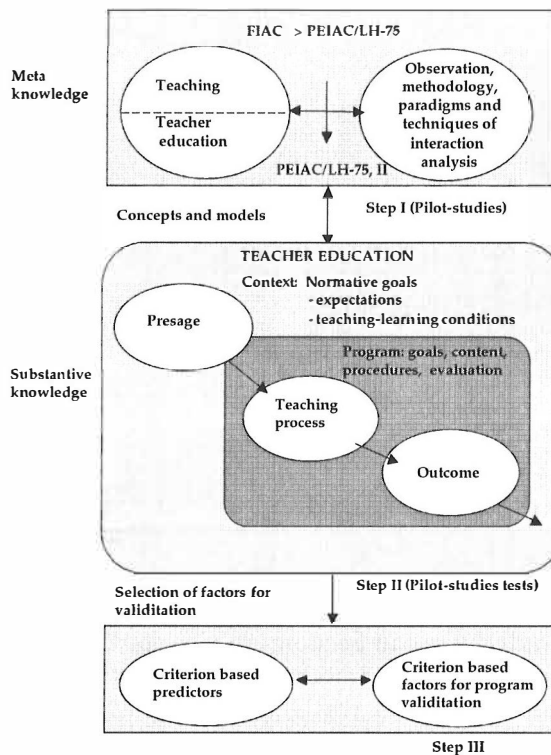 FIAC > PEIAC/LH-75
Meta
knowledge
Teaching
Teacher
education
Observation,
methodology,
paradigms and
techniques of
interaction
analysis
PEIAC/LH-75, II
Concepts and models
Step I (Pilot-studies)
TEACHER EDUCATION
Context: Normative goals
- expectations
- teaching-learning conditions
Presage
Program: goals, content,
procedures, evaluation
Substantive
knowledge
Teaching
process
Outcome
Selection of factors for
validitation
Step II (Pilot-studies tests)
Criterion based
predictors
Criterion based
factors for program
validitation
Step III